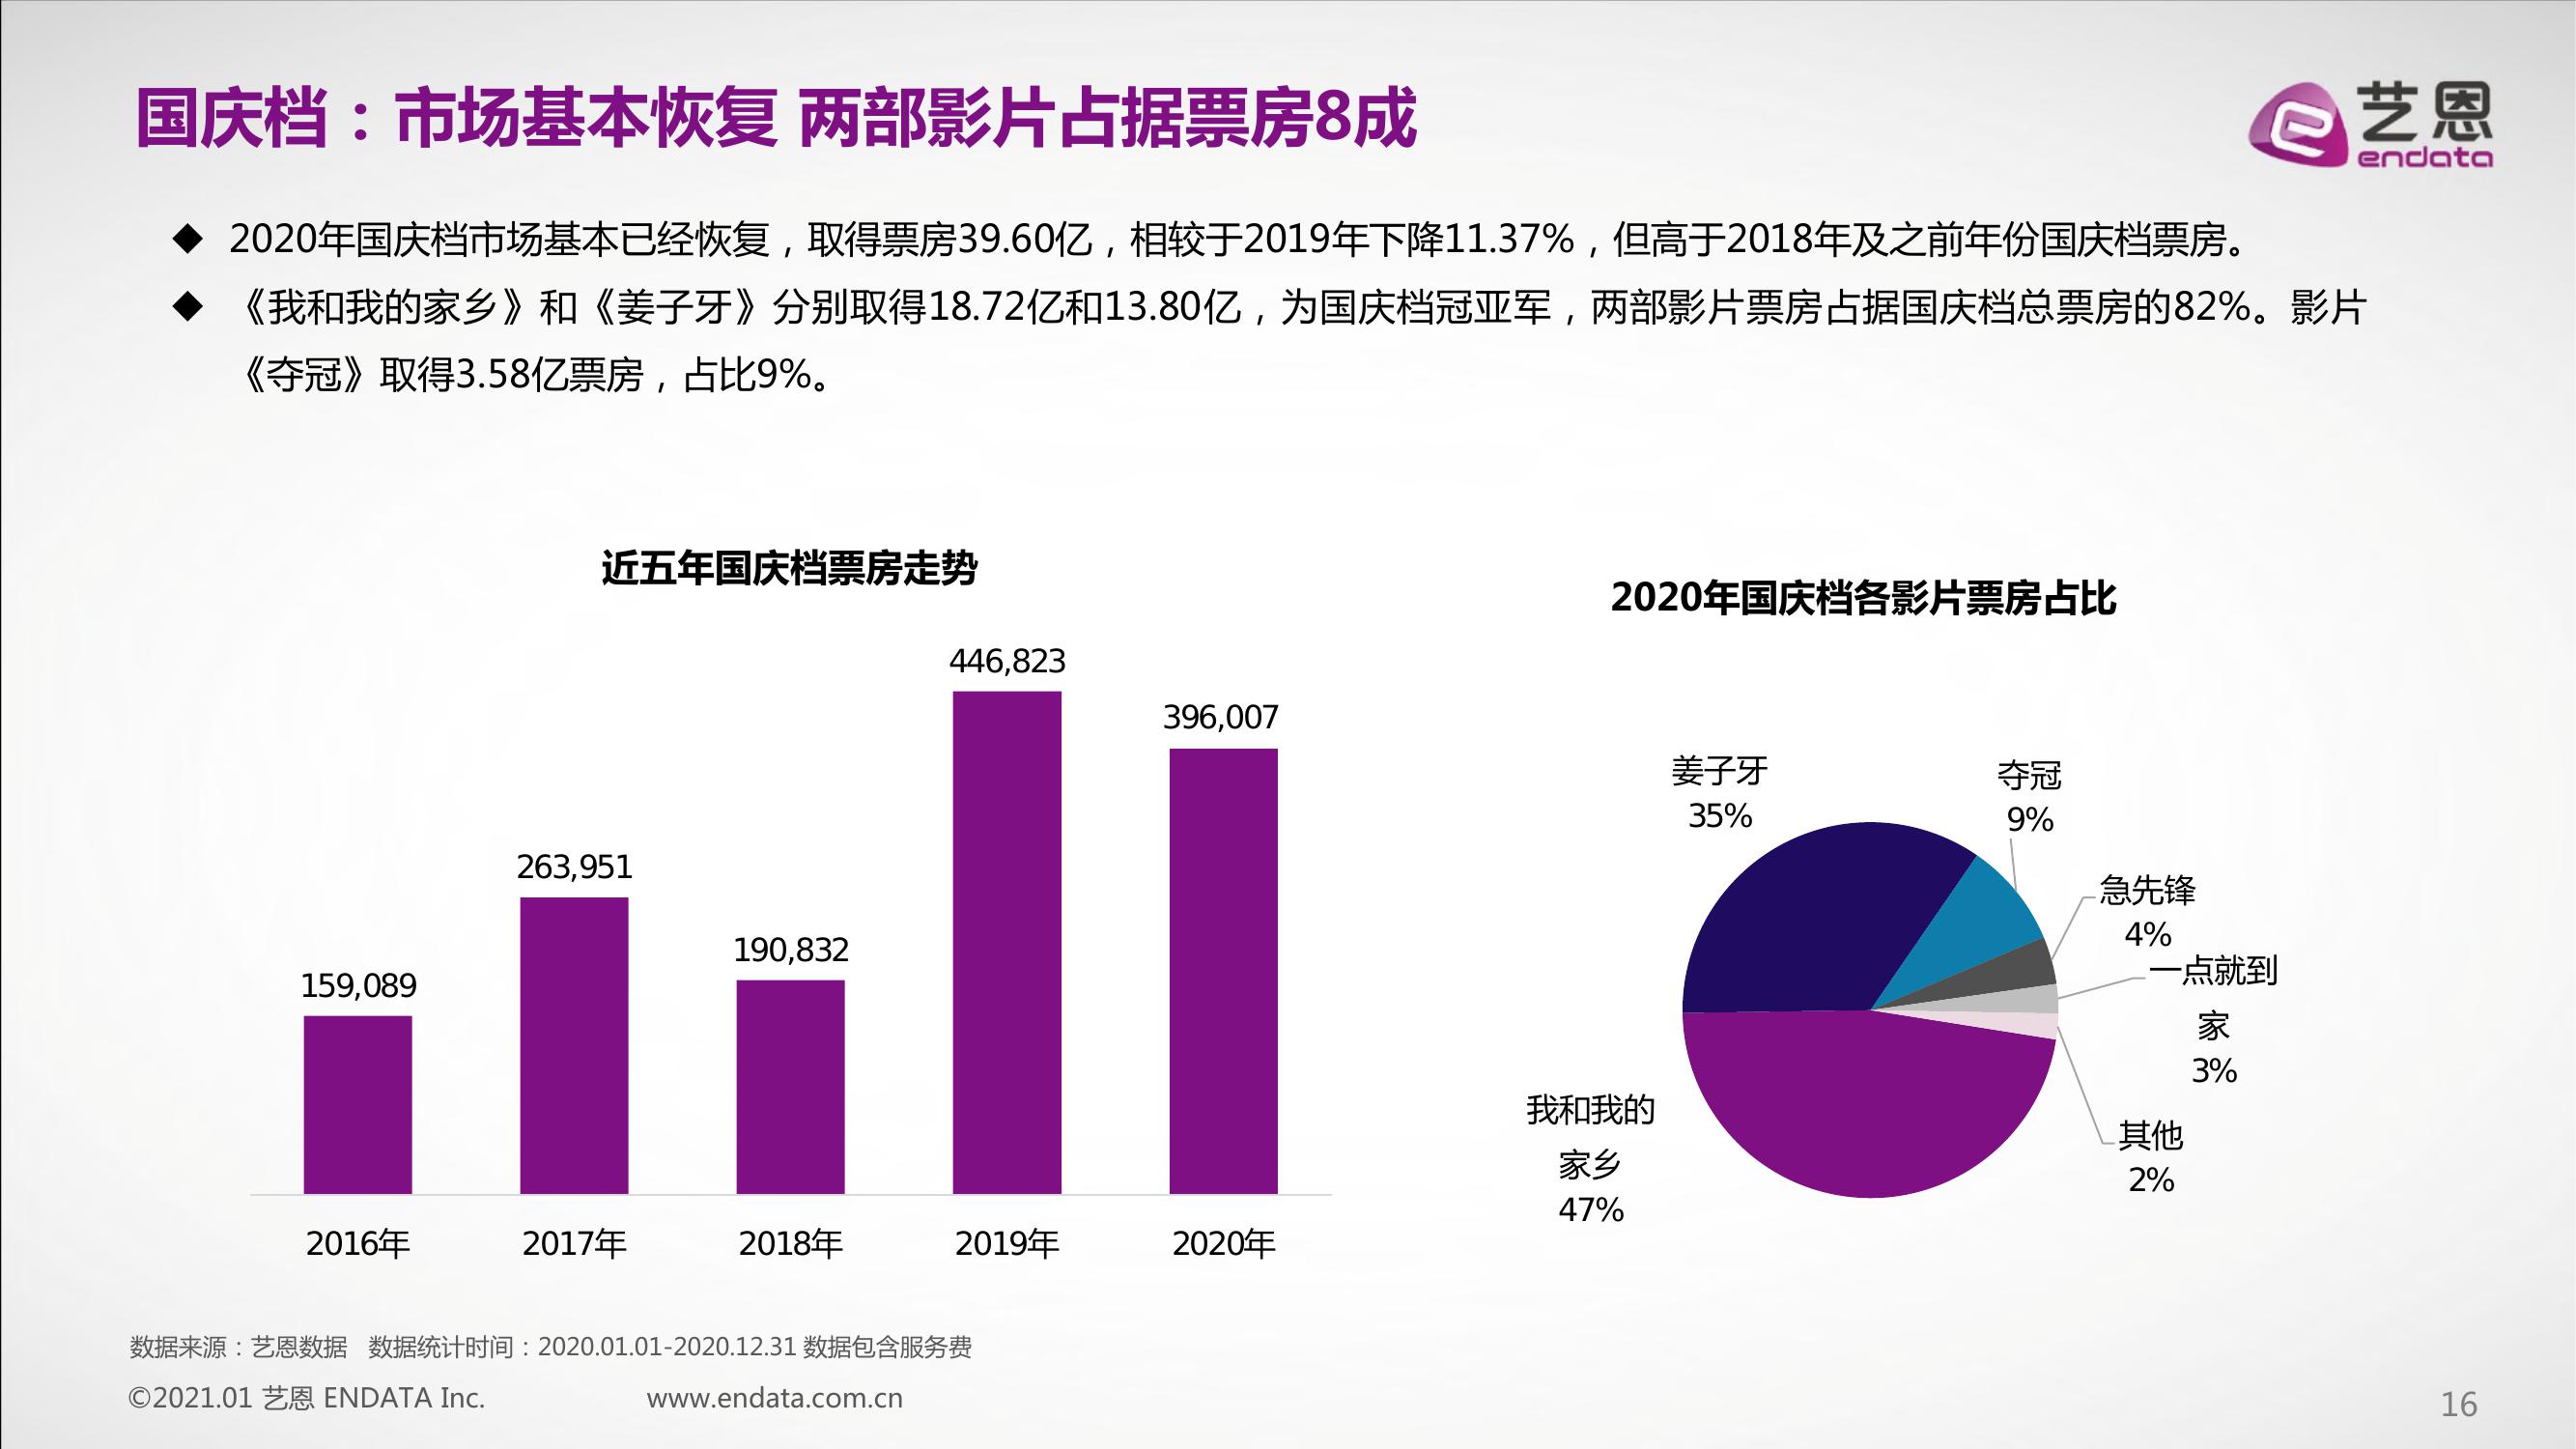 国庆档：市场基本恢复 两部影片占据票房8成
艺恩
endata
◆ 2020年国庆档市场基本已经恢复，取得票房39.60亿，相较于2019年下降11.37%，但高于2018年及之前年份国庆档票房。
◆ 《我和我的家乡》和《姜子牙》分别取得18.72亿和13.80亿，为国庆档冠亚军，两部影片票房占据国庆档总票房的82%。影片
《夺冠》取得3.58亿票房，占比9%。
近五年国庆档票房走势
446,823
396,007
263,951
190,832
159,089
2016年
2017年
2018年
2019年
2020年
2020年国庆档各影片票房占比
姜子牙
35%
夺冠
9%
急先锋
4%
一点就到
家
3%
其他
2%
我和我的
家乡
47%
数据来源：艺恩数据 数据统计时间：2020.01.01-2020.12.31 数据包含服务费
©2021.01 艺恩 ENDATA Inc.
www.endata.com.cn
16